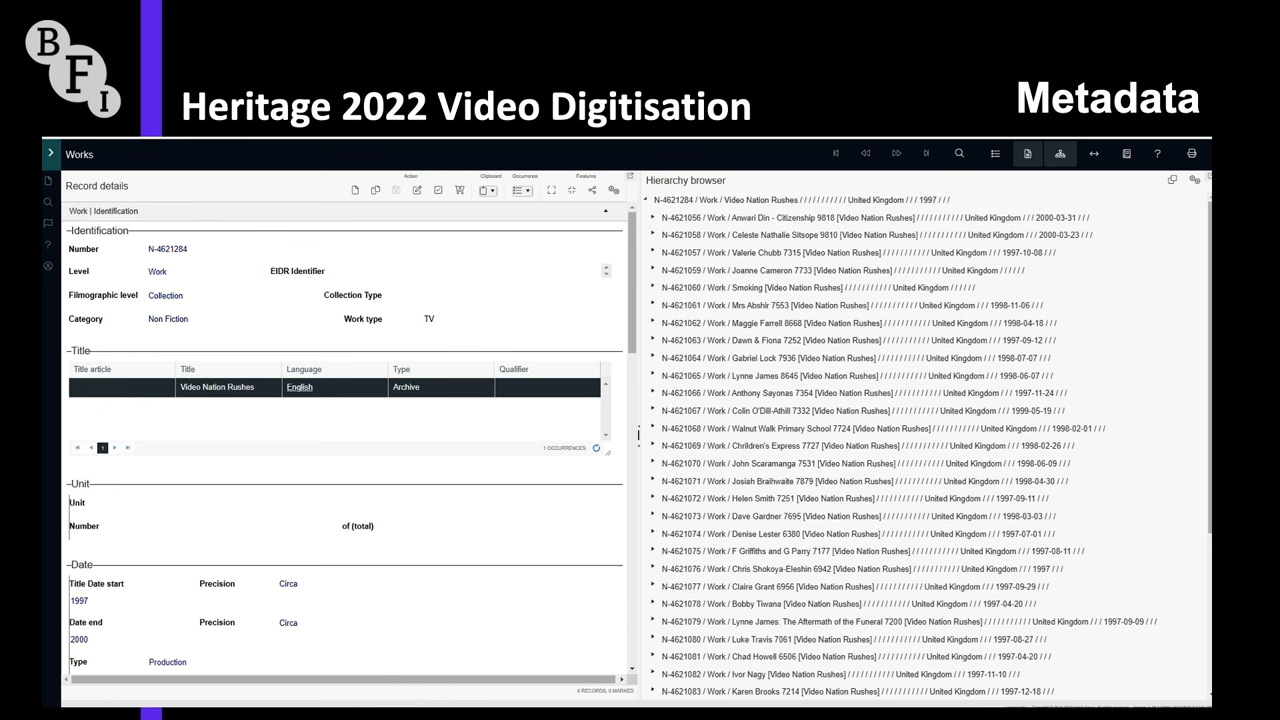 B
F
I
Heritage 2022 Video Digitisation
Metadata
Works
Record details
Action
Clipboard
Occurrence
Features
Work | Identification
Identification
Number N-4621284
Level Work EIDR Identifier
Filmographic level Collection Collection Type
Category Non Fiction Work type TV
Title
Title article Title Language Type Qualifier
Video Nation Rushes English Archive
1
1 OCCURRENCES
Unit
Unit
Number of (total)
Date
Title Date start Precision Circa
1997
Date end Precision Circa
2000
Type Production
4 RECORDS, 0 MARKED
Hierarchy browser
N-4621284 / Work / Video Nation Rushes / / / / / / / / / / / United Kingdom / / / 1997 / / /
N-4621056 / Work / Anwari Din - Citizenship 9818 [Video Nation Rushes] / / / / / / / / / / / United Kingdom / / / 2000-03-31 / / /
N-4621058 / Work / Celeste Nathalie Sitsope 9810 [Video Nation Rushes] / / / / / / / / / / / United Kingdom / / / 2000-03-23 / / /
N-4621057 / Work / Valerie Chubb 7315 [Video Nation Rushes] / / / / / / / / / / / United Kingdom / / / 1997-10-08 / / /
N-4621059 / Work / Joanne Cameron 7733 [Video Nation Rushes] / / / / / / / / / / / United Kingdom / / / / / /
N-4621060 / Work / Smoking [Video Nation Rushes] / / / / / / / / / / / United Kingdom / / / / / /
N-4621061 / Work / Mrs Abshir 7553 [Video Nation Rushes] / / / / / / / / / / / United Kingdom / / / 1998-11-06 / / /
N-4621062 / Work / Maggie Farrell 8668 [Video Nation Rushes] / / / / / / / / / / / United Kingdom / / / 1998-04-18 / / /
N-4621063 / Work / Dawn & Fiona 7252 [Video Nation Rushes] / / / / / / / / / / / United Kingdom / / / 1997-09-12 / / /
N-4621064 / Work / Gabriel Lock 7936 [Video Nation Rushes] / / / / / / / / / / / United Kingdom / / / 1998-07-07 / / /
N-4621065 / Work / Lynne James 8645 [Video Nation Rushes] / / / / / / / / / / / United Kingdom / / / 1998-06-07 / / /
N-4621066 / Work / Anthony Sayonas 7354 [Video Nation Rushes] / / / / / / / / / / / United Kingdom / / / 1997-11-24 / / /
N-4621067 / Work / Colin O'Dill-Athill 7332 [Video Nation Rushes] / / / / / / / / / / / United Kingdom / / / 1999-05-19 / / /
N-4621068 / Work / Walnut Walk Primary School 7724 [Video Nation Rushes] / / / / / / / / / / / United Kingdom / / / 1998-02-01 / / /
N-4621069 / Work / Chrildren's Express 7727 [Video Nation Rushes] / / / / / / / / / / / United Kingdom / / / 1998-02-26 / / /
N-4621070 / Work / John Scaramanga 7531 [Video Nation Rushes] / / / / / / / / / / / United Kingdom / / / 1998-06-09 / / /
N-4621071 / Work / Josiah Braihwaite 7879 [Video Nation Rushes] / / / / / / / / / / / United Kingdom / / / 1998-04-30 / / /
N-4621072 / Work / Helen Smith 7251 [Video Nation Rushes] / / / / / / / / / / / United Kingdom / / / 1997-09-11 / / /
N-4621073 / Work / Dave Gardner 7695 [Video Nation Rushes] / / / / / / / / / / / United Kingdom / / / 1998-03-03 / / /
N-4621074 / Work / Denise Lester 6380 [Video Nation Rushes] / / / / / / / / / / / United Kingdom / / / 1997-07-01 / / /
N-4621075 / Work / F Griffiths and G Parry 7177 [Video Nation Rushes] / / / / / / / / / / / United Kingdom / / / 1997-08-11 / / /
N-4621076 / Work / Chris Shokoya-Eleshin 6942 [Video Nation Rushes] / / / / / / / / / / / United Kingdom / / / 1997 / / /
N-4621077 / Work / Claire Grant 6956 [Video Nation Rushes] / / / / / / / / / / / United Kingdom / / / 1997-09-29 / / /
N-4621078 / Work / Bobby Tiwana [Video Nation Rushes] / / / / / / / / / / / United Kingdom / / / 1997-04-20 / / /
N-4621079 / Work / Lynne James: The Aftermath of the Funeral 7200 [Video Nation Rushes] / / / / / / / / / / / United Kingdom / / / 1997-09-09 / / /
N-4621080 / Work / Luke Travis 7061 [Video Nation Rushes] / / / / / / / / / / / United Kingdom / / / 1997-08-27 / / /
N-4621081 / Work / Chad Howell 6506 [Video Nation Rushes] / / / / / / / / / / / United Kingdom / / / 1997-04-20 / / /
N-4621082 / Work / Ivor Nagy [Video Nation Rushes] / / / / / / / / / / / United Kingdom / / / 1997-11-10 / / /
N-4621083 / Work / Karen Brooks 7214 [Video Nation Rushes] / / / / / / / / / / / United Kingdom / / / 1997-12-18 / / /